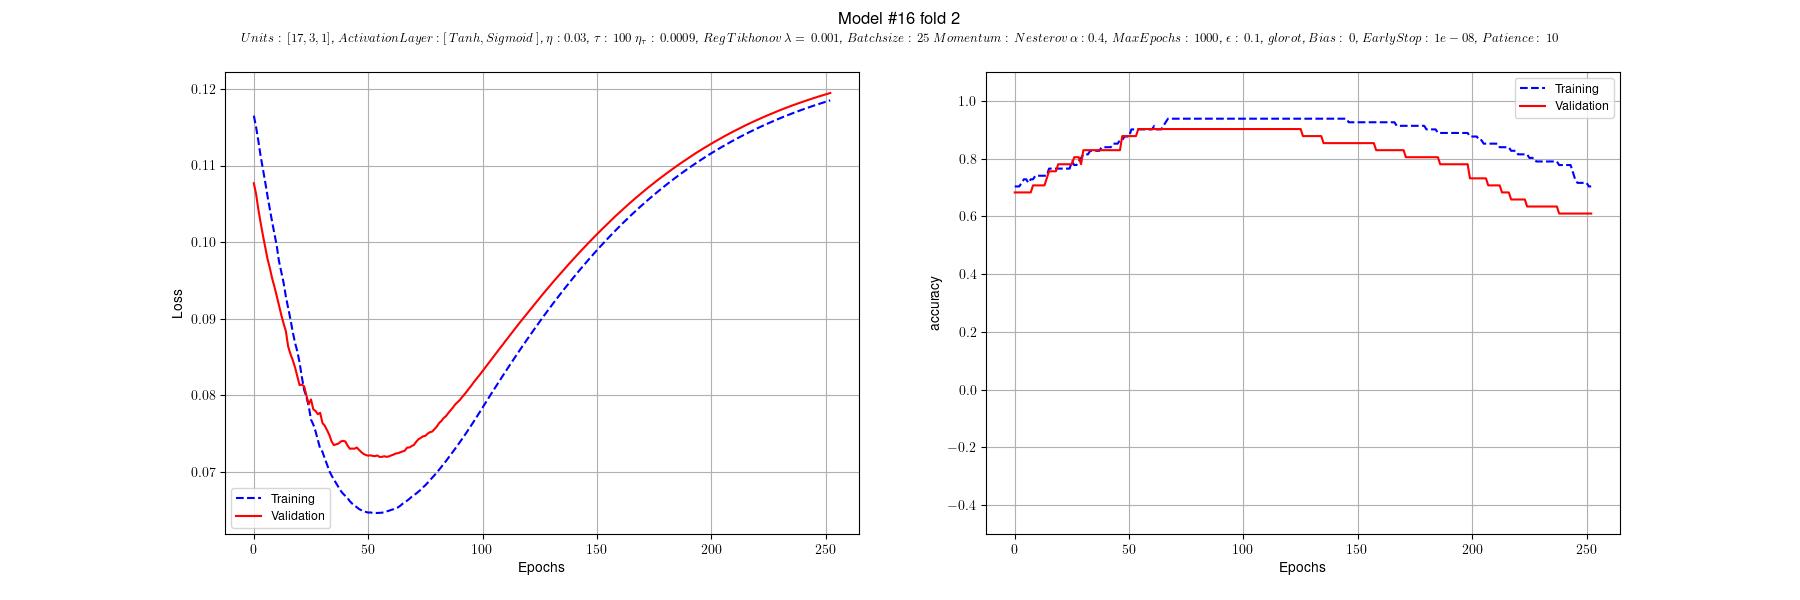 Model #16 fold 2
Units : [17, 3, 1], ActivationLayer : [ Tanh, Sigmoid ], η : 0.03, τ : 100 ητ : 0.0009, Reg Tikhonov λ = 0.001, Batchsize : 25 Momentum : Nesterov α : 0.4, MaxEpochs : 1000, ϵ : 0.1, glorot, Bias : 0, EarlyStop : 1e − 08, Patience : 10
Loss
0.12
0.11
0.10
0.09
0.08
0.07
Training
Validation
0 50 100 150 200 250
Epochs
accuracy
1.0
0.8
0.6
0.4
0.2
0.0
−0.2
−0.4
Training
Validation
0 50 100 150 200 250
Epochs